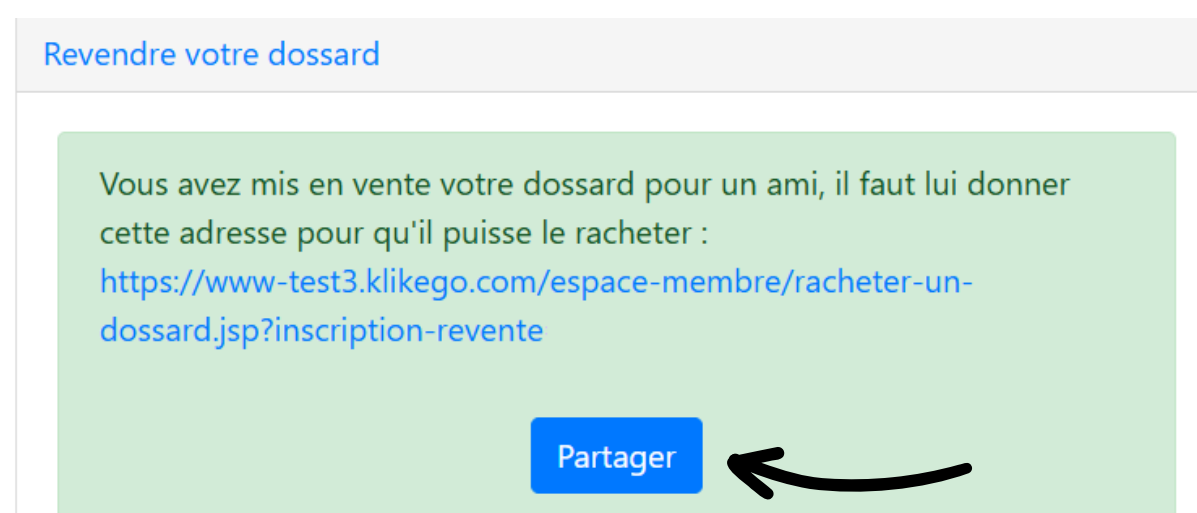 Revendre votre dossard
Vous avez mis en vente votre dossard pour un ami, il faut lui donner
cette adresse pour qu'il puisse le racheter :
https://www-test3.klikego.com/espace-membre/racheter-un-
dossard.jsp?inscription-revente
Partager